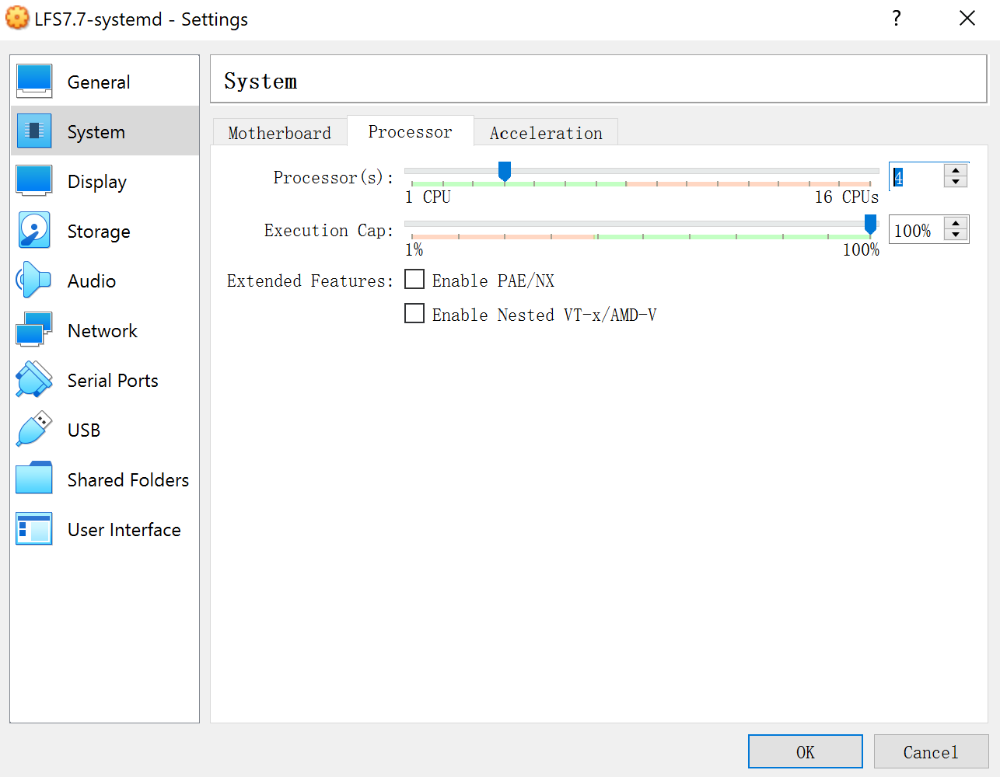 LFS7.7-systemd - Settings
?
General
System
Display
Storage
Audio
Network
Serial Ports
USB
Shared Folders
User Interface
System
Motherboard Processor Acceleration
Processor(s): 4
1 CPU 16 CPUs
Execution Cap: 100%
1% 100%
Extended Features: Enable PAE/NX
Enable Nested VT-x/AMD-V
OK Cancel